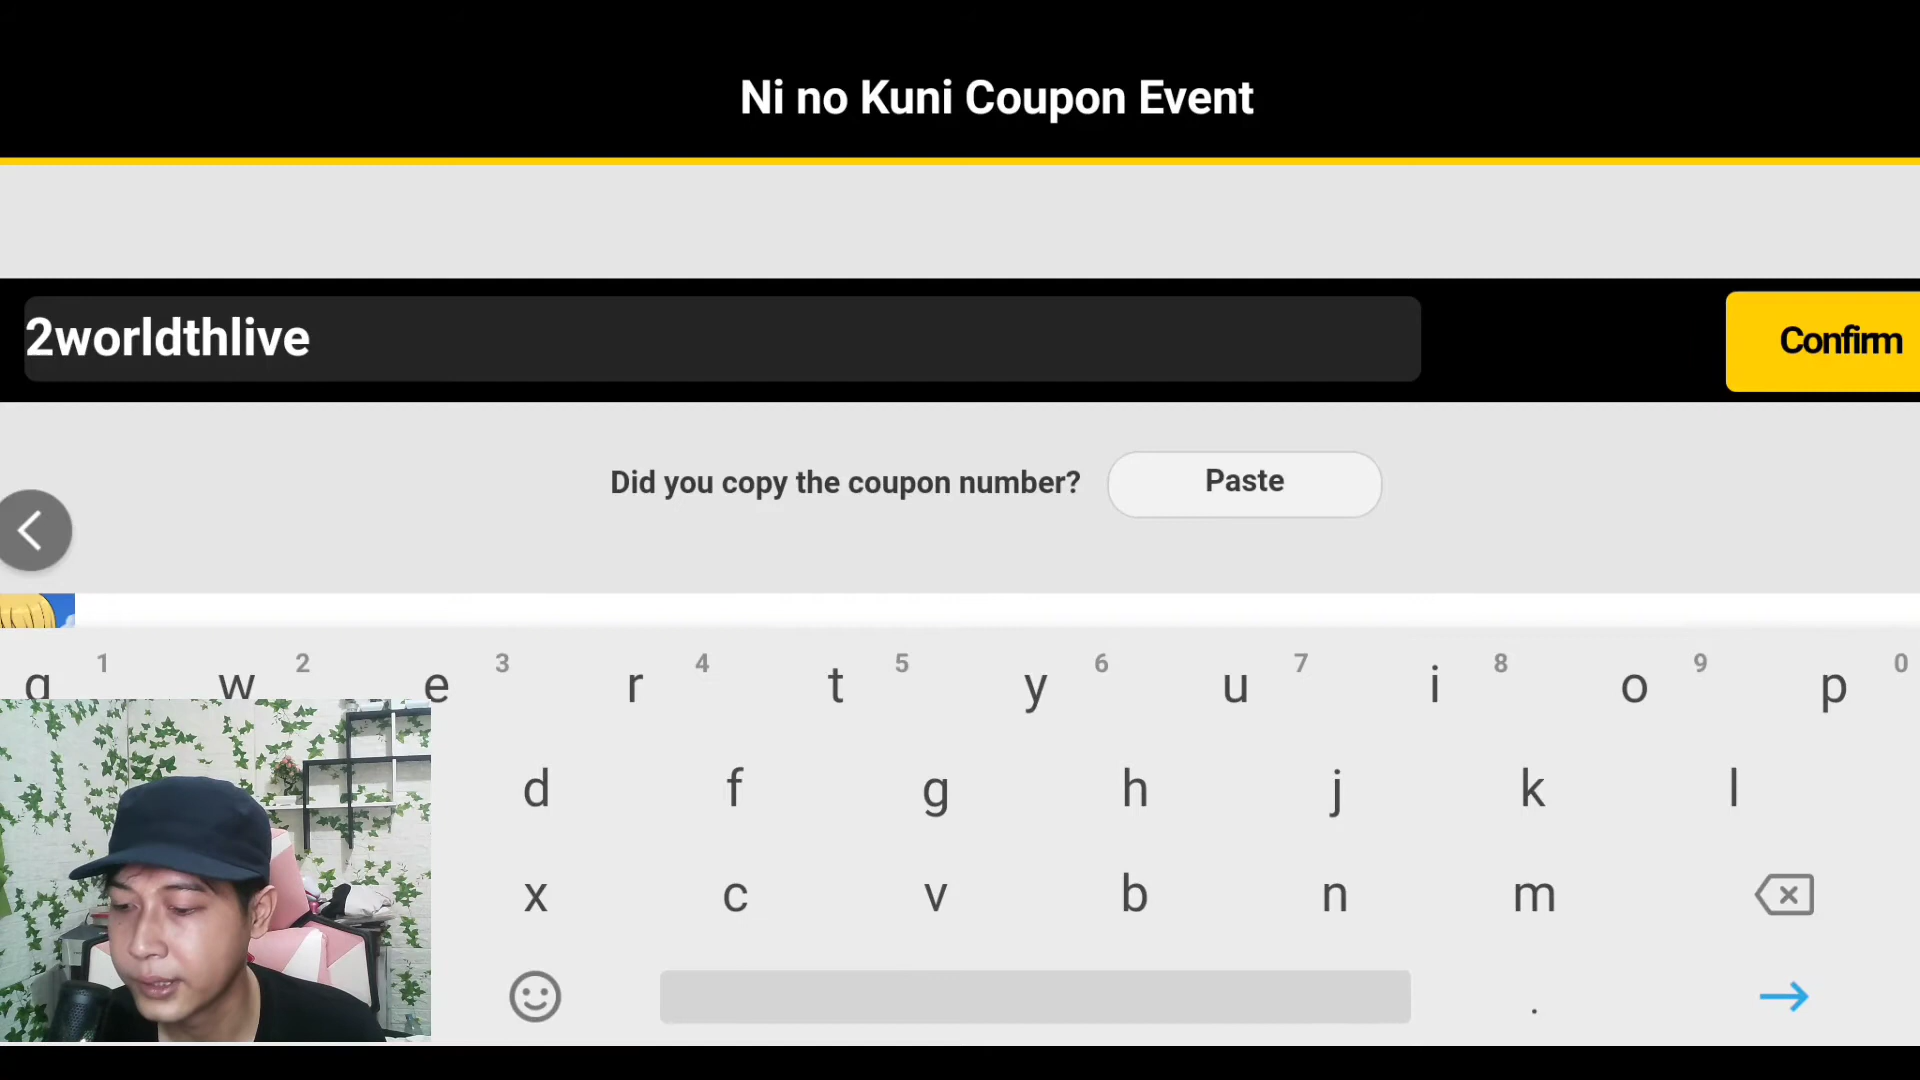 Ni no Kuni Coupon Event
2worldthlive
Confirm
Did you copy the coupon number?
Paste
1 2 3 4 5 6 7 8 9 0
q w e r t y u i o p
d f g h j k l
x c v b n m
.